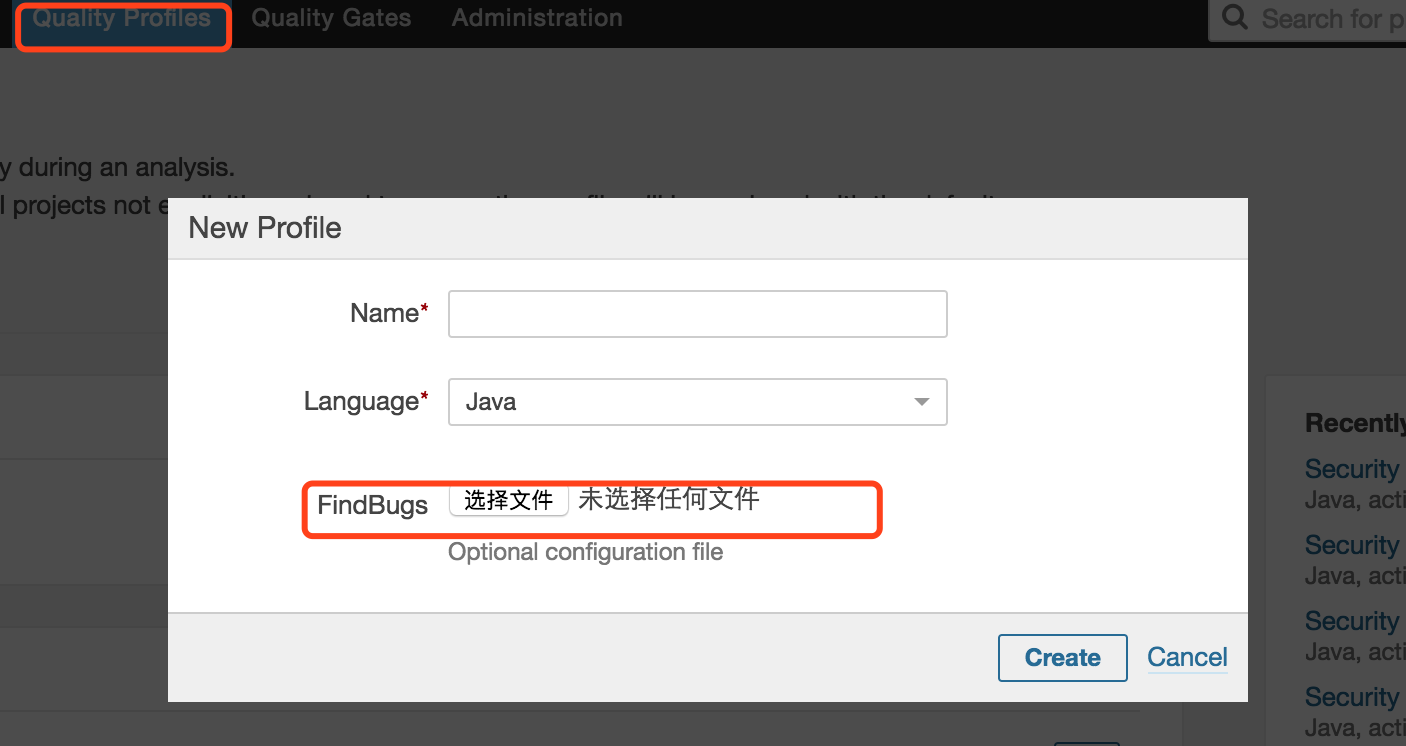 Quality Profiles Quality Gates Administration Search for p
y during an analysis.
l projects not e
New Profile
Name*
Language* Java
FindBugs 选择文件 未选择任何文件
Optional configuration file
Create Cancel
Recently
Security
Java, acti
Security
Java, acti
Security
Java, acti
Security
Java, acti